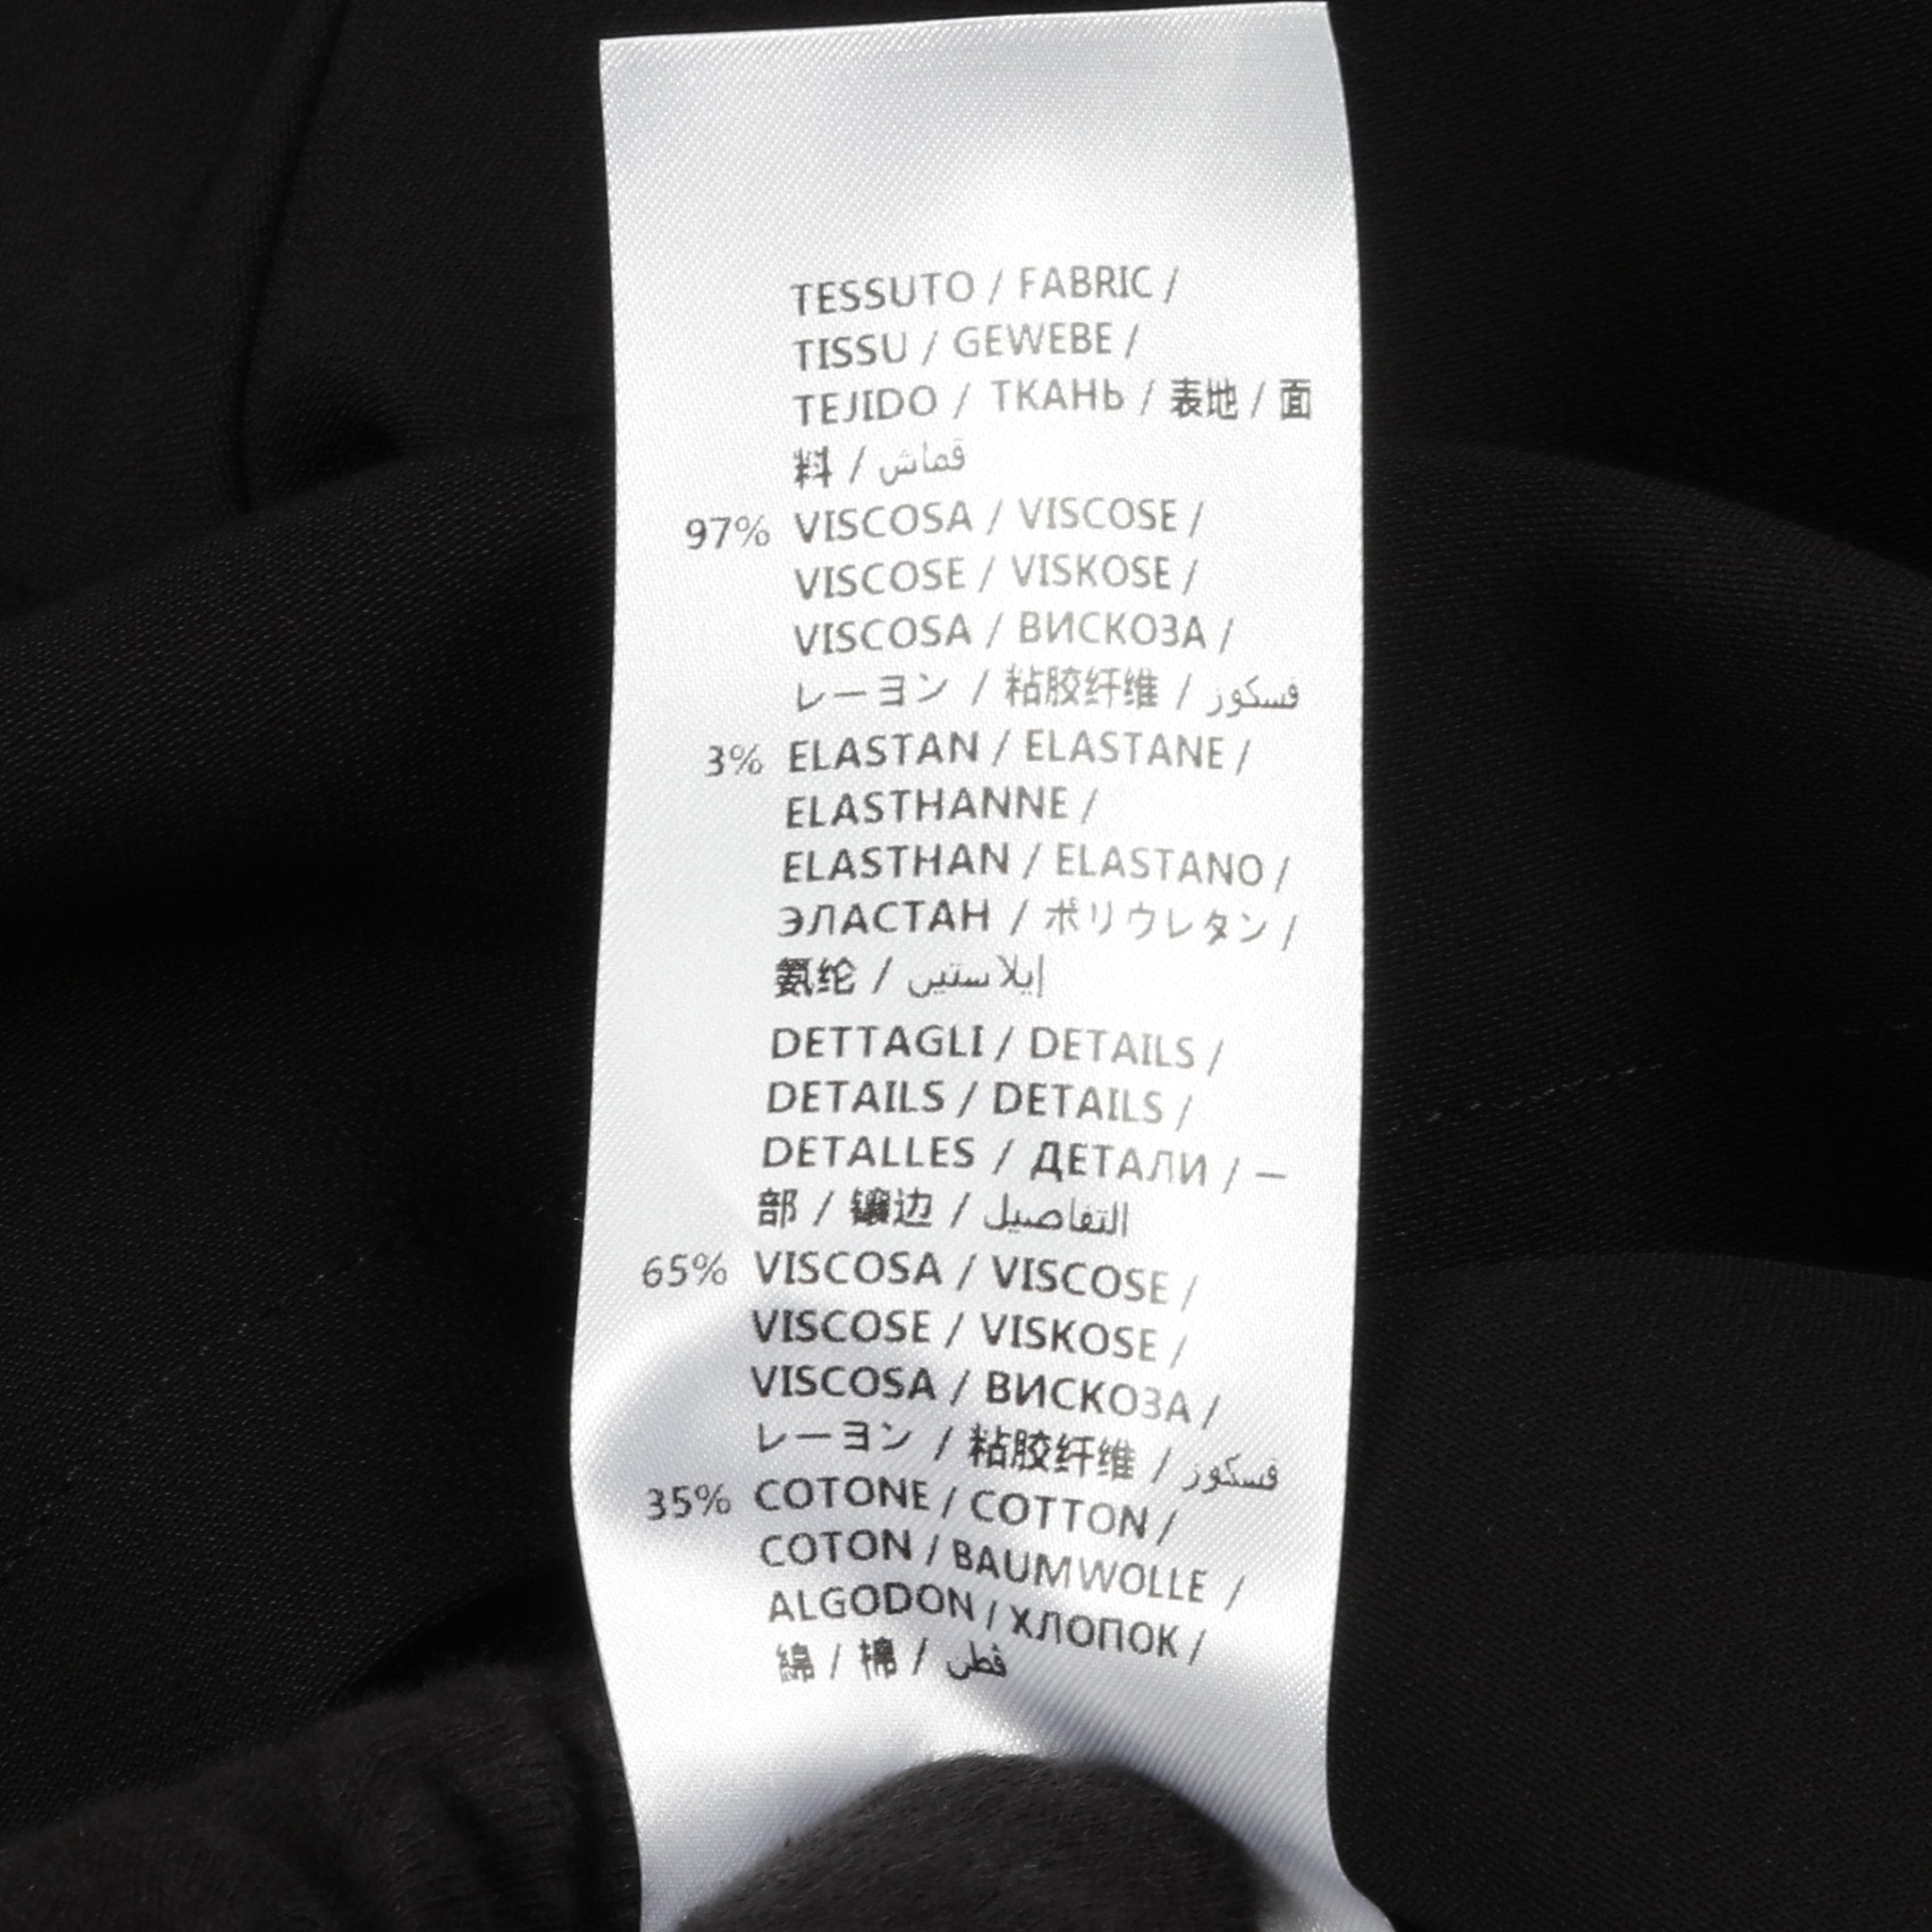 TESSUTO / FABRIC /
TISSU / GEWEBE /
TEJIDO / ТКАНЬ / 表地 / 面
料 / قماش
97% VISCOSA / VISCOSE /
VISCOSE / VISKOSE /
VISCOSA / ВИСКОЗА /
レーヨン / 粘胶纤维 / فسكوز
3% ELASTAN / ELASTANE /
ELASTHANNE /
ELASTHAN / ELASTANO /
ЭЛАСТАН / ポリウレタン /
氨纶 / إيلاستين
DETTAGLI / DETAILS /
DETAILS / DETAILS /
DETALLES / ДЕТАЛИ / 一
部 / 镶边 / التفاصيل
65% VISCOSA / VISCOSE /
VISCOSE / VISKOSE /
VISCOSA / ВИСКОЗА /
レーヨン / 粘胶纤维 / فسكوز
35% COTONE / COTTON /
COTON / BAUMWOLLE /
ALGODON / ХЛОПОК /
綿 / 棉 / قطن